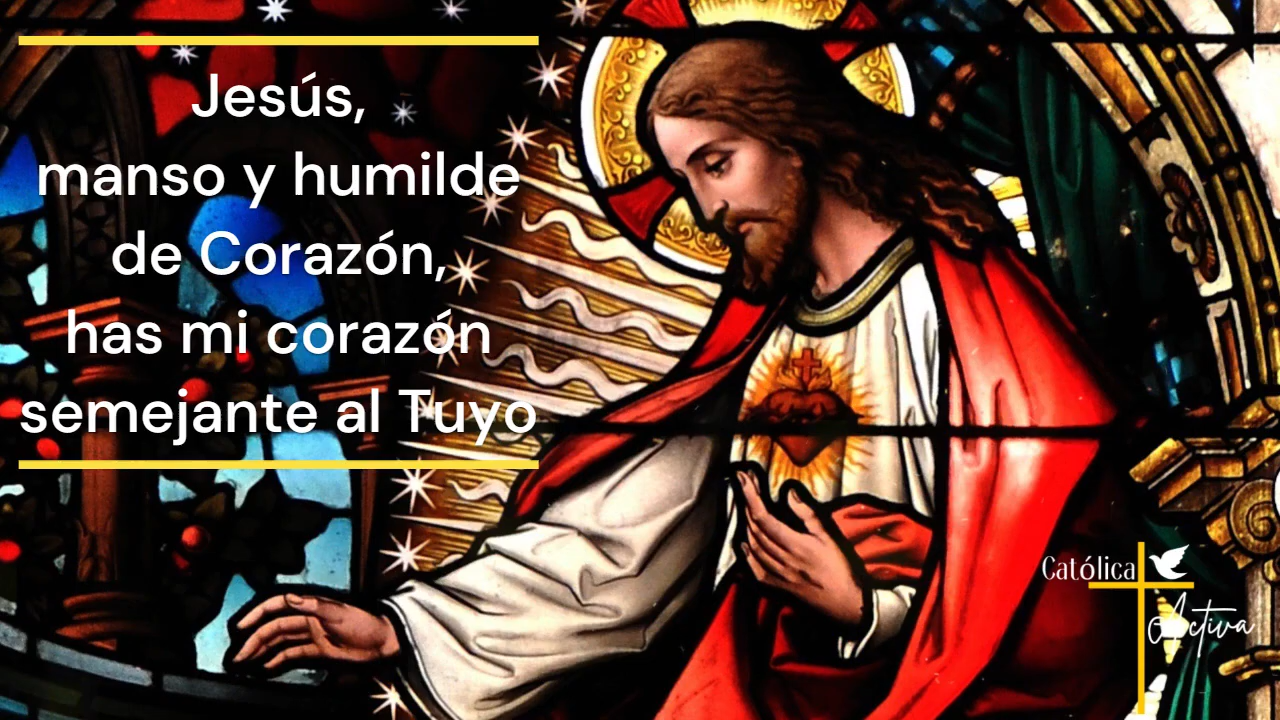 Jesús,
manso y humilde
de Corazón,
has mi corazón
semejante al Tuyo
Católica
Activa